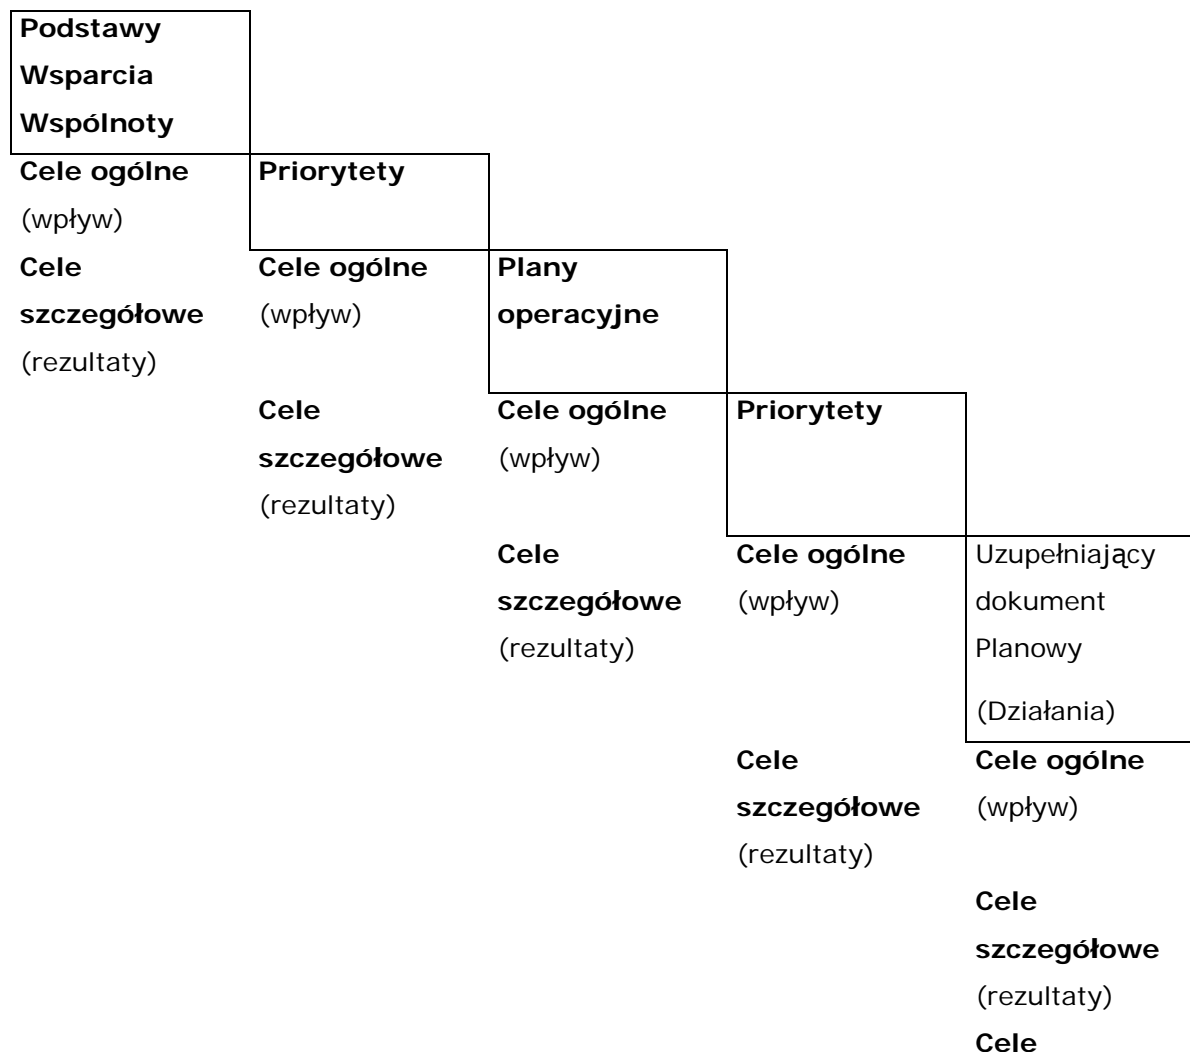 Podstawy
Wsparcia
Wspólnoty
Cele ogólne Priorytety
(wpływ)
Cele Cele ogólne Plany
szczegółowe (wpływ) operacyjne
(rezultaty)
Cele Cele ogólne Priorytety
szczegółowe (wpływ)
(rezultaty)
Cele Cele ogólne Uzupełniający
szczegółowe (wpływ) dokument
(rezultaty) Planowy
(Działania)
Cele Cele ogólne
szczegółowe (wpływ)
(rezultaty)
Cele
szczegółowe
(rezultaty)
Cele